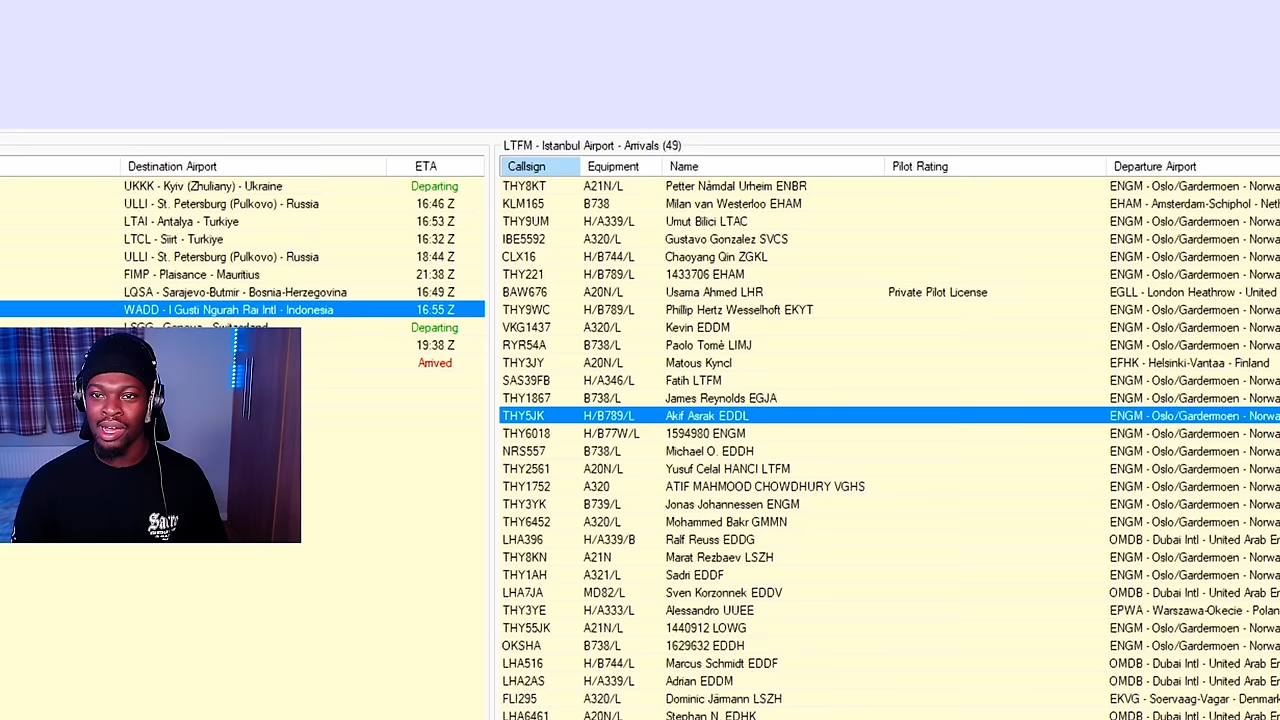 Destination Airport ETA
UKKK - Kyiv (Zhuliany) - Ukraine Departing
ULLI - St. Petersburg (Pulkovo) - Russia 16:46 Z
LTAI - Antalya - Turkiye 16:53 Z
LTCL - Siirt - Turkiye 16:32 Z
ULLI - St. Petersburg (Pulkovo) - Russia 18:44 Z
FIMP - Plaisance - Mauritius 21:38 Z
LQSA - Sarajevo-Butmir - Bosnia-Herzegovina 16:49 Z
WADD - I Gusti Ngurah Rai Intl - Indonesia 16:55 Z
LSGG - Geneva - Switzerland Departing
19:38 Z
Arrived
LTFM - Istanbul Airport - Arrivals (49)
Callsign Equipment Name Pilot Rating Departure Airport
THY8KT A21N/L Petter Nåmdal Urheim ENBR ENGM - Oslo/Gardermoen - Norwa
KLM165 B738 Milan van Westerloo EHAM EHAM - Amsterdam-Schiphol - Neth
THY9UM H/A339/L Umut Bilici LTAC ENGM - Oslo/Gardermoen - Norwa
IBE5592 A320/L Gustavo Gonzalez SVCS ENGM - Oslo/Gardermoen - Norwa
CLX16 H/B744/L Chaoyang Qin ZGKL ENGM - Oslo/Gardermoen - Norwa
THY221 H/B789/L 1433706 EHAM ENGM - Oslo/Gardermoen - Norwa
BAW676 A20N/L Usama Ahmed LHR Private Pilot License EGLL - London Heathrow - United
THY9WC H/B789/L Phillip Hertz Wesselhoft EKYT ENGM - Oslo/Gardermoen - Norwa
VKG1437 A320/L Kevin EDDM ENGM - Oslo/Gardermoen - Norwa
RYR54A B738/L Paolo Tomè LIMJ ENGM - Oslo/Gardermoen - Norwa
THY3JY A20N/L Matous Kyncl EFHK - Helsinki-Vantaa - Finland
SAS39FB H/A346/L Fatih LTFM ENGM - Oslo/Gardermoen - Norwa
THY1867 B738/L James Reynolds EGJA ENGM - Oslo/Gardermoen - Norwa
THY5JK H/B789/L Akif Asrak EDDL ENGM - Oslo/Gardermoen - Norwa
THY6018 H/B77W/L 1594980 ENGM ENGM - Oslo/Gardermoen - Norwa
NRS557 B738/L Michael O. EDDH ENGM - Oslo/Gardermoen - Norwa
THY2561 A20N/L Yusuf Celal HANCI LTFM ENGM - Oslo/Gardermoen - Norwa
THY1752 A320 ATIF MAHMOOD CHOWDHURY VGHS ENGM - Oslo/Gardermoen - Norwa
THY3YK B739/L Jonas Johannessen ENGM ENGM - Oslo/Gardermoen - Norwa
THY6452 A320/L Mohammed Bakr GMMN ENGM - Oslo/Gardermoen - Norwa
LHA396 H/A339/B Ralf Reuss EDDG OMDB - Dubai Intl - United Arab Er
THY8KN A21N Marat Rezbaev LSZH ENGM - Oslo/Gardermoen - Norwa
THY1AH A321/L Sadri EDDF ENGM - Oslo/Gardermoen - Norwa
LHA7JA MD82/L Sven Korzonnek EDDV OMDB - Dubai Intl - United Arab Er
THY3YE H/A333/L Alessandro UUEE EPWA - Warszawa-Okecie - Polan
THY55JK A21N/L 1440912 LOWG ENGM - Oslo/Gardermoen - Norwa
OKSHA B738/L 1629632 EDDH ENGM - Oslo/Gardermoen - Norwa
LHA516 H/B744/L Marcus Schmidt EDDF OMDB - Dubai Intl - United Arab Er
LHA2AS H/A339/L Adrian EDDM OMDB - Dubai Intl - United Arab Er
FLI295 A320/L Dominic Järmann LSZH EKVG - Soervaag-Vagar - Denmark
LHA6461 A20N/L Stephan N. EDHK OMDB - Dubai Intl - United Arab Er